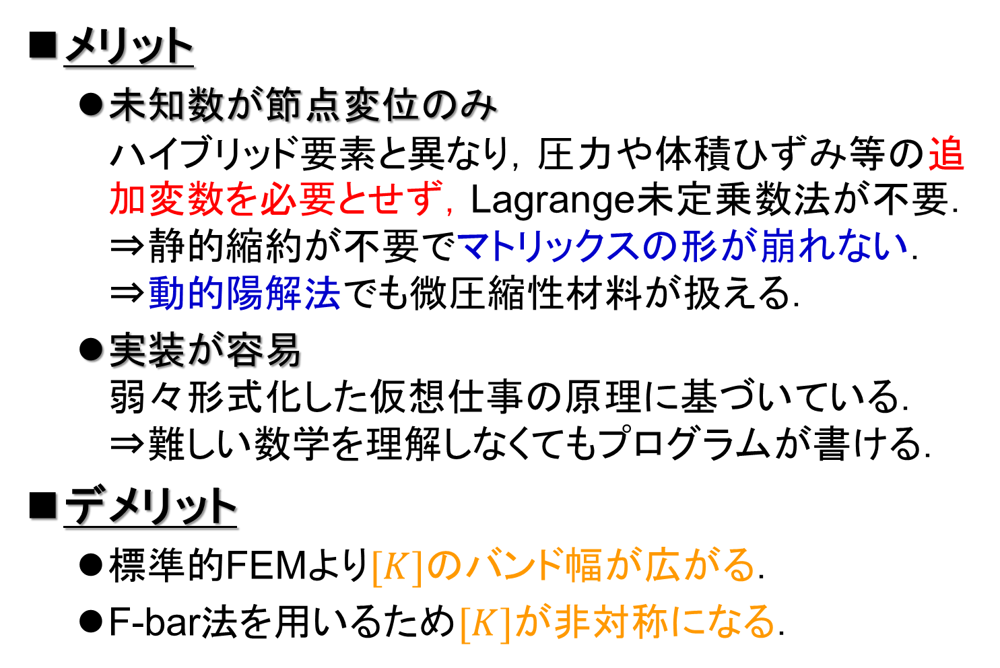 ■メリット
●未知数が節点変位のみ
ハイブリッド要素と異なり，圧力や体積ひずみ等の追
加変数を必要とせず，Lagrange未定乗数法が不要．
⇒静的縮約が不要でマトリックスの形が崩れない．
⇒動的陽解法でも微圧縮性材料が扱える．
●実装が容易
弱々形式化した仮想仕事の原理に基づいている．
⇒難しい数学を理解しなくてもプログラムが書ける．
■デメリット
●標準的FEMより[K]のバンド幅が広がる．
●F-bar法を用いるため[K]が非対称になる．